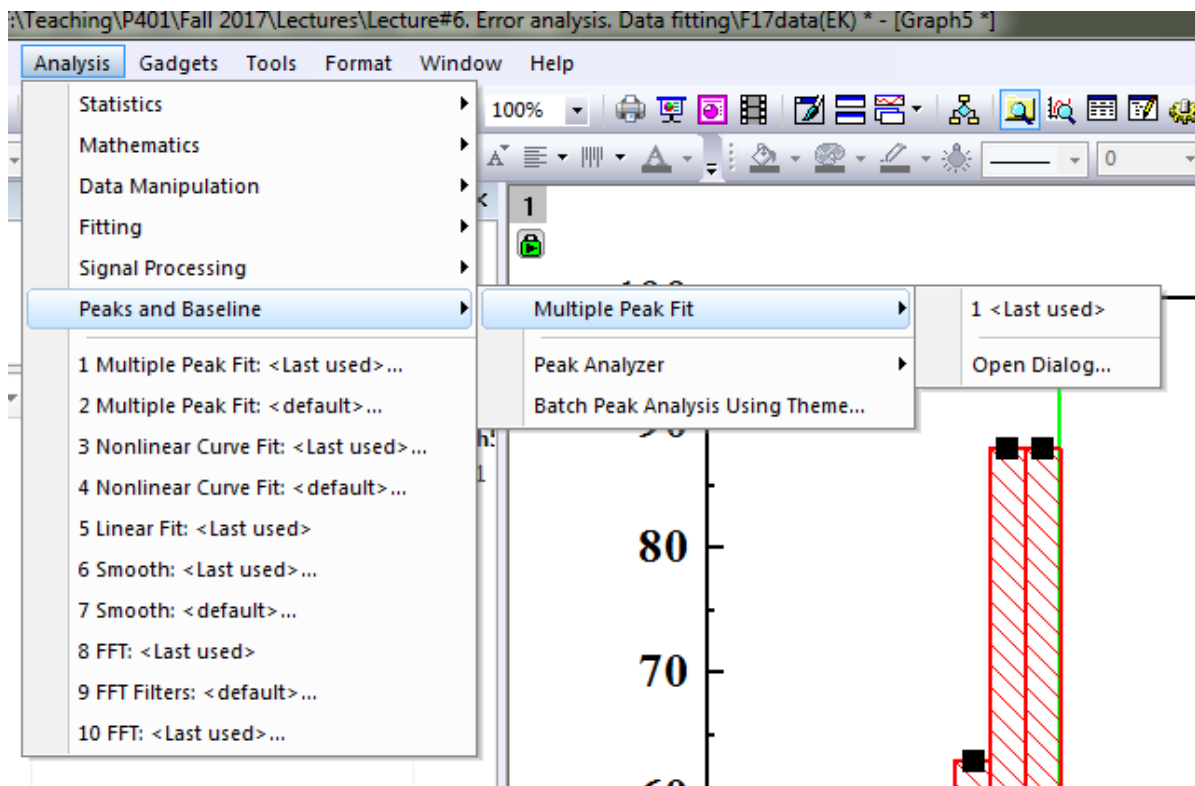 :\Teaching\P401\Fall 2017\Lectures\Lecture#6. Error analysis. Data fitting\F17data(EK) * - [Graph5 *]
Analysis Gadgets Tools Format Window Help
100%
0
Statistics
Mathematics
Data Manipulation
Fitting
Signal Processing
Peaks and Baseline
1 Multiple Peak Fit: <Last used>...
2 Multiple Peak Fit: <default>...
3 Nonlinear Curve Fit: <Last used>...
4 Nonlinear Curve Fit: <default>...
5 Linear Fit: <Last used>
6 Smooth: <Last used>...
7 Smooth: <default>...
8 FFT: <Last used>
9 FFT Filters: <default>...
10 FFT: <Last used>...
Multiple Peak Fit
Peak Analyzer
Batch Peak Analysis Using Theme...
1 <Last used>
Open Dialog...
1
80
70